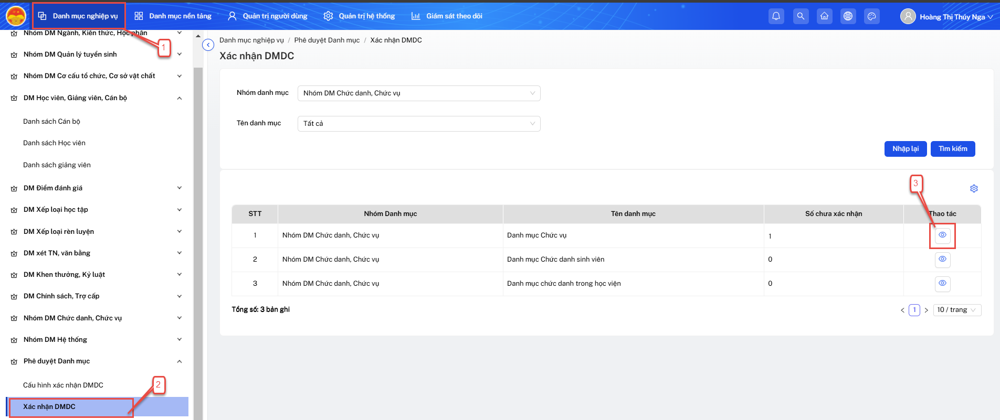 Danh mục nghiệp vụ
Danh mục nền tảng
Quản trị người dùng
Quản trị hệ thống
Giám sát theo dõi
Hoàng Thị Thúy Nga
1
Nhóm DM Ngành, Kiến thức, Học phần
Nhóm DM Quản lý tuyển sinh
Nhóm DM Cơ cấu tổ chức, Cơ sở vật chất
DM Học viên, Giảng viên, Cán bộ
Danh sách Cán bộ
Danh sách Học viên
Danh sách giảng viên
DM Điểm đánh giá
DM Xếp loại học tập
DM Xếp loại rèn luyện
DM xét TN, văn bằng
DM Khen thưởng, Kỷ luật
DM Chính sách, Trợ cấp
Nhóm DM Chức danh, Chức vụ
Nhóm DM Hệ thống
Phê duyệt Danh mục
Cấu hình xác nhận DMDC
2
Xác nhận DMDC
Danh mục nghiệp vụ / Phê duyệt Danh mục / Xác nhận DMDC
Xác nhận DMDC
Nhóm danh mục
Nhóm DM Chức danh, Chức vụ
Tên danh mục
Tất cả
Nhập lại
Tìm kiếm
3
STT Nhóm Danh mục Tên danh mục Số chưa xác nhận Thao tác
1 Nhóm DM Chức danh, Chức vụ Danh mục Chức vụ 1
2 Nhóm DM Chức danh, Chức vụ Danh mục Chức danh sinh viên 0
3 Nhóm DM Chức danh, Chức vụ Danh mục chức danh trong học viện 0
Tổng số: 3 bản ghi
< 1 > 10 / trang